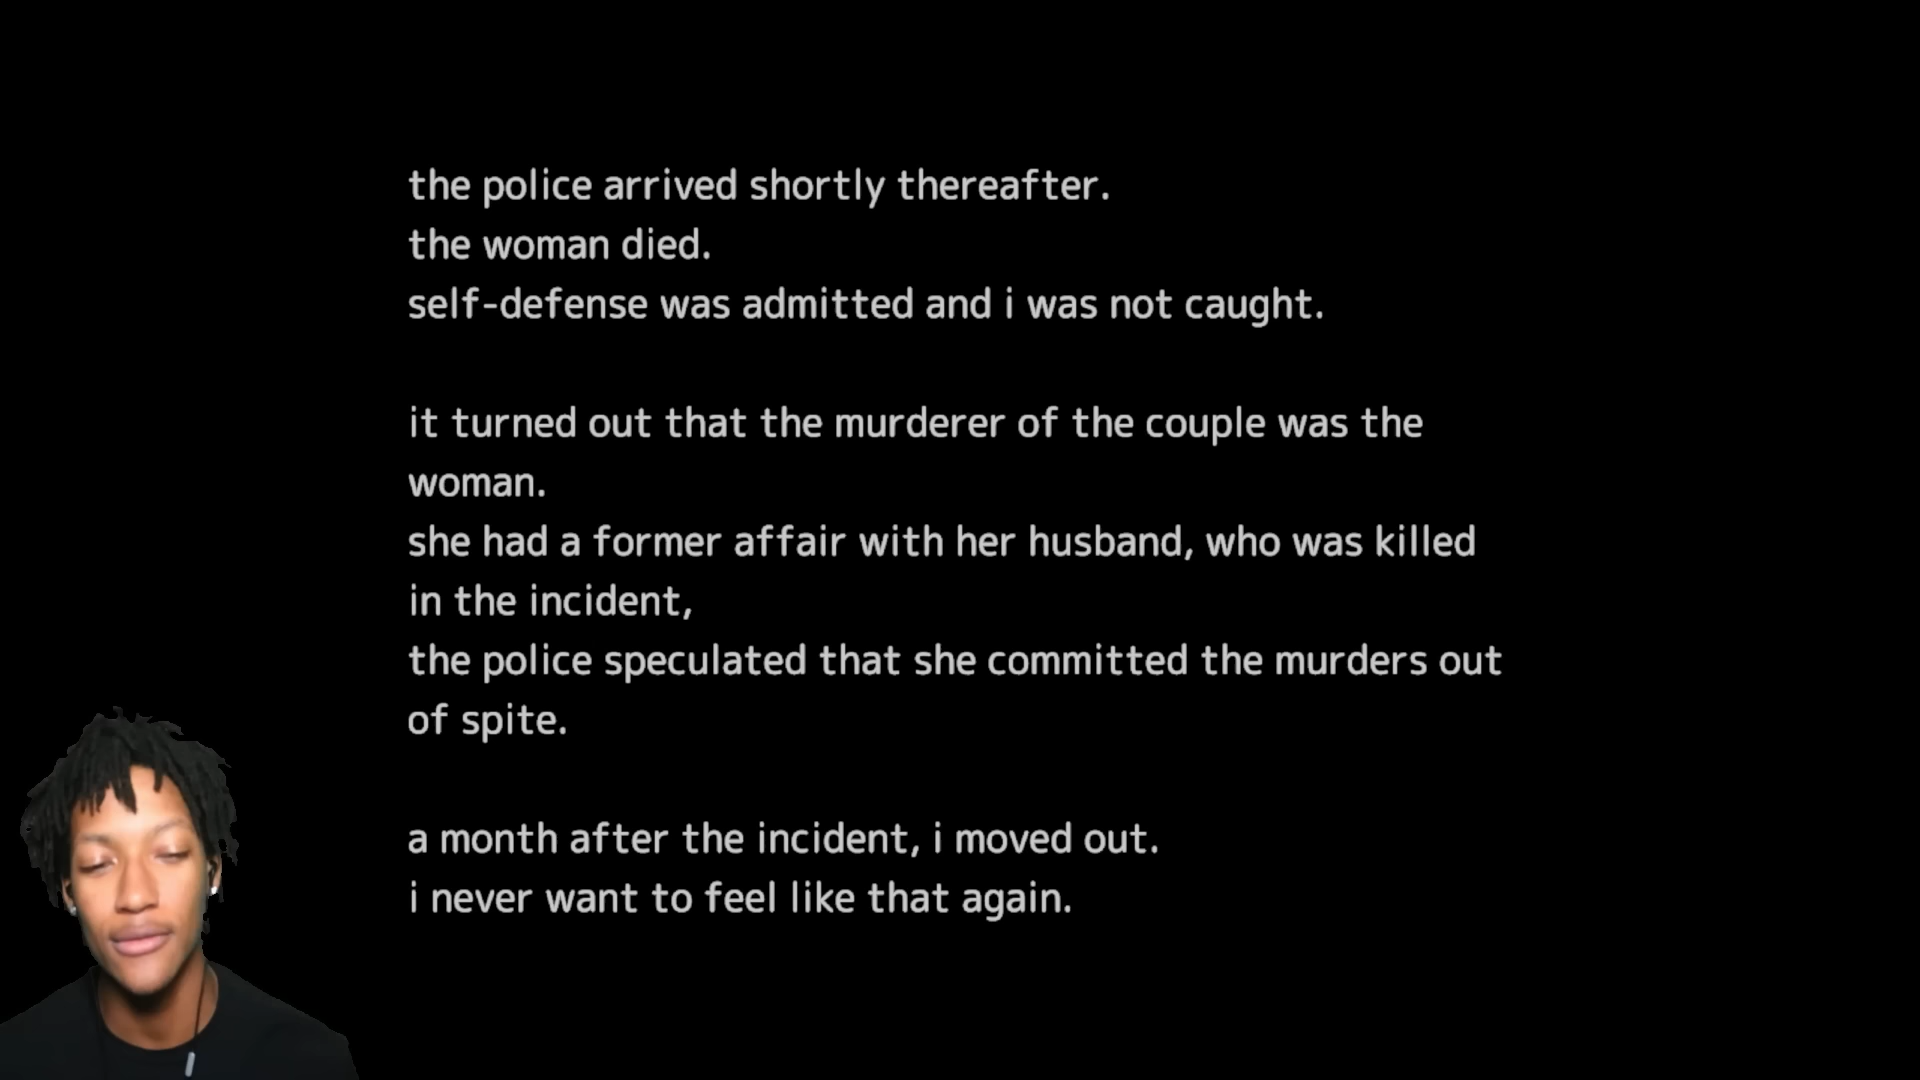 the police arrived shortly thereafter.
the woman died.
self-defense was admitted and i was not caught.
it turned out that the murderer of the couple was the
woman.
she had a former affair with her husband, who was killed
in the incident,
the police speculated that she committed the murders out
of spite.
a month after the incident, i moved out.
i never want to feel like that again.